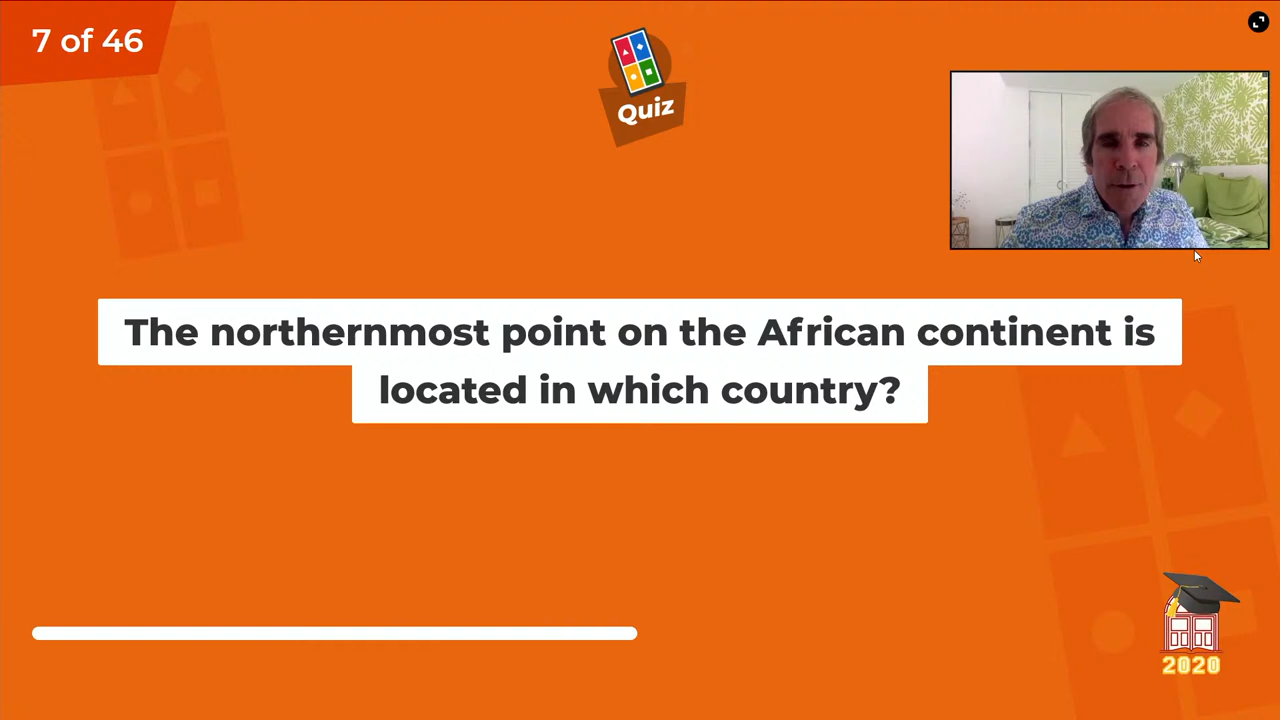 7 of 46
Quiz
The northernmost point on the African continent is
located in which country?
2020